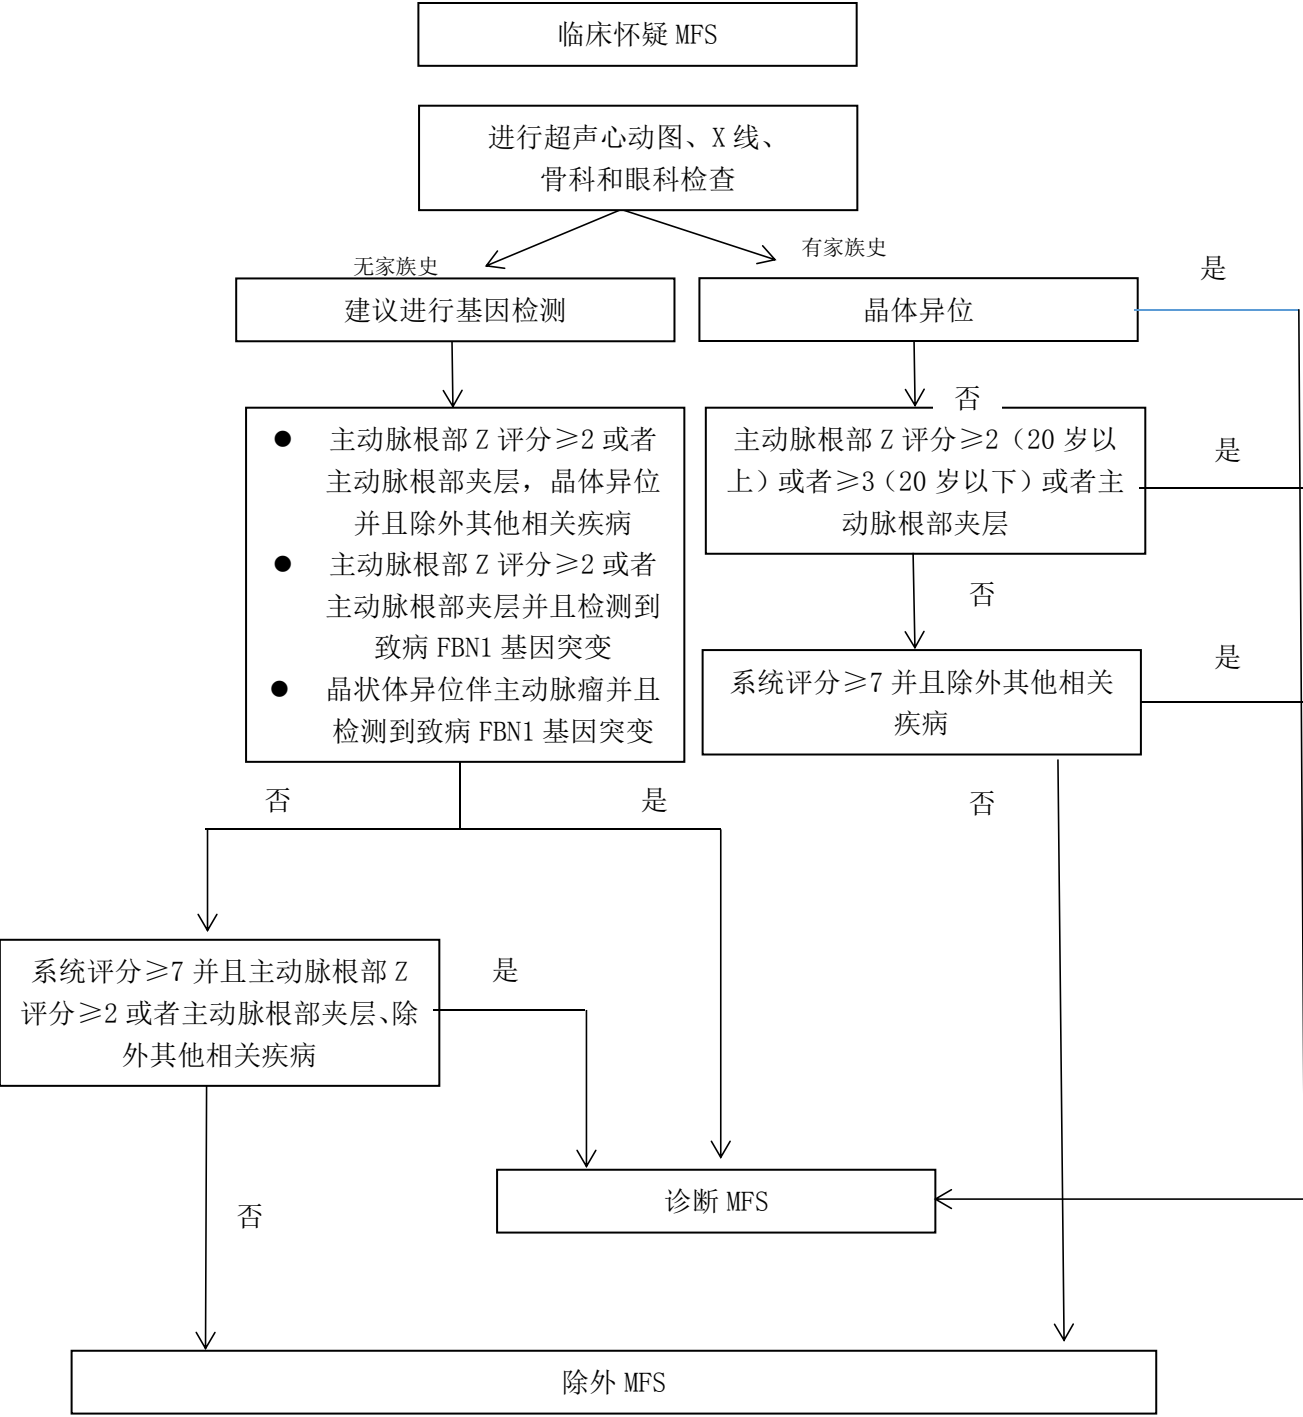 临床怀疑 MFS
进行超声心动图、X 线、
骨科和眼科检查
无家族史
有家族史
建议进行基因检测
晶体异位
是
● 主动脉根部 Z 评分≥2 或者
主动脉根部夹层，晶体异位
并且除外其他相关疾病
● 主动脉根部 Z 评分≥2 或者
主动脉根部夹层并且检测到
致病 FBN1 基因突变
● 晶状体异位伴主动脉瘤并且
检测到致病 FBN1 基因突变
否
主动脉根部 Z 评分≥2（20 岁以
上）或者≥3（20 岁以下）或者主
动脉根部夹层
是
否
系统评分≥7 并且除外其他相关
疾病
是
否
是
否
系统评分≥7 并且主动脉根部 Z
评分≥2 或者主动脉根部夹层、除
外其他相关疾病
是
诊断 MFS
否
除外 MFS